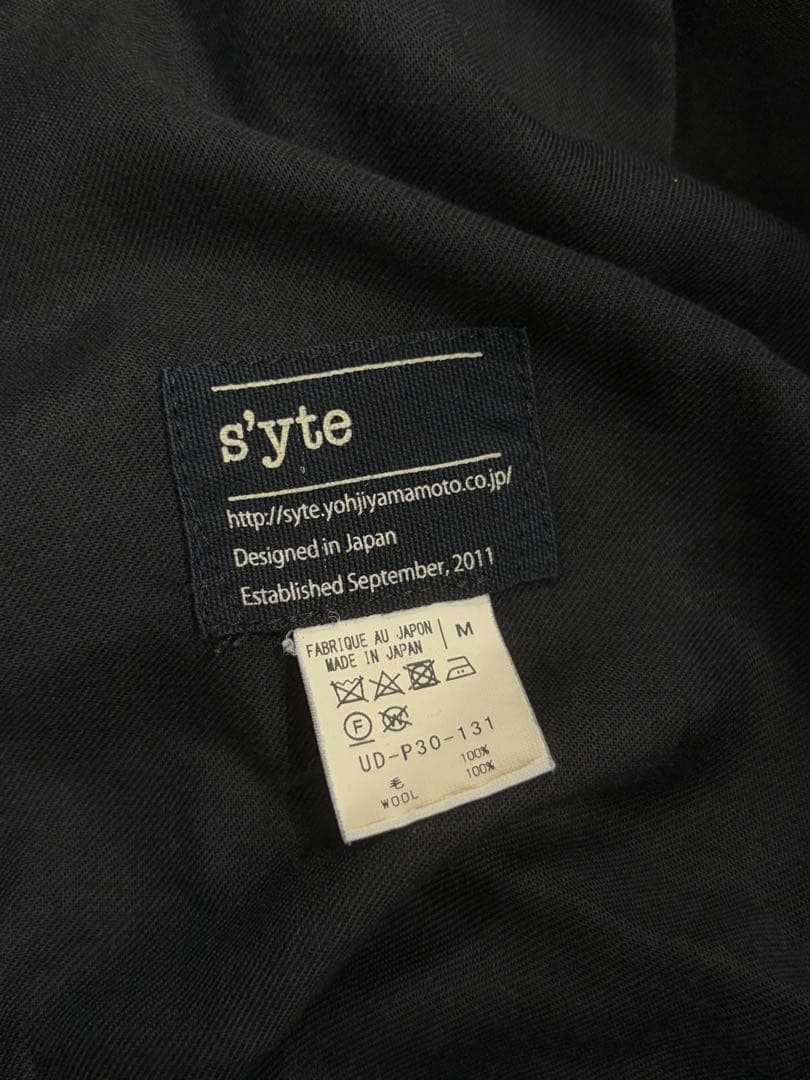 s'yte
http://syte.yohjiyamamoto.co.jp/
Designed in Japan
Established September, 2011
FABRIQUE AU JAPON | M
MADE IN JAPAN
F W
UD-P30-131
毛 100%
WOOL 100%